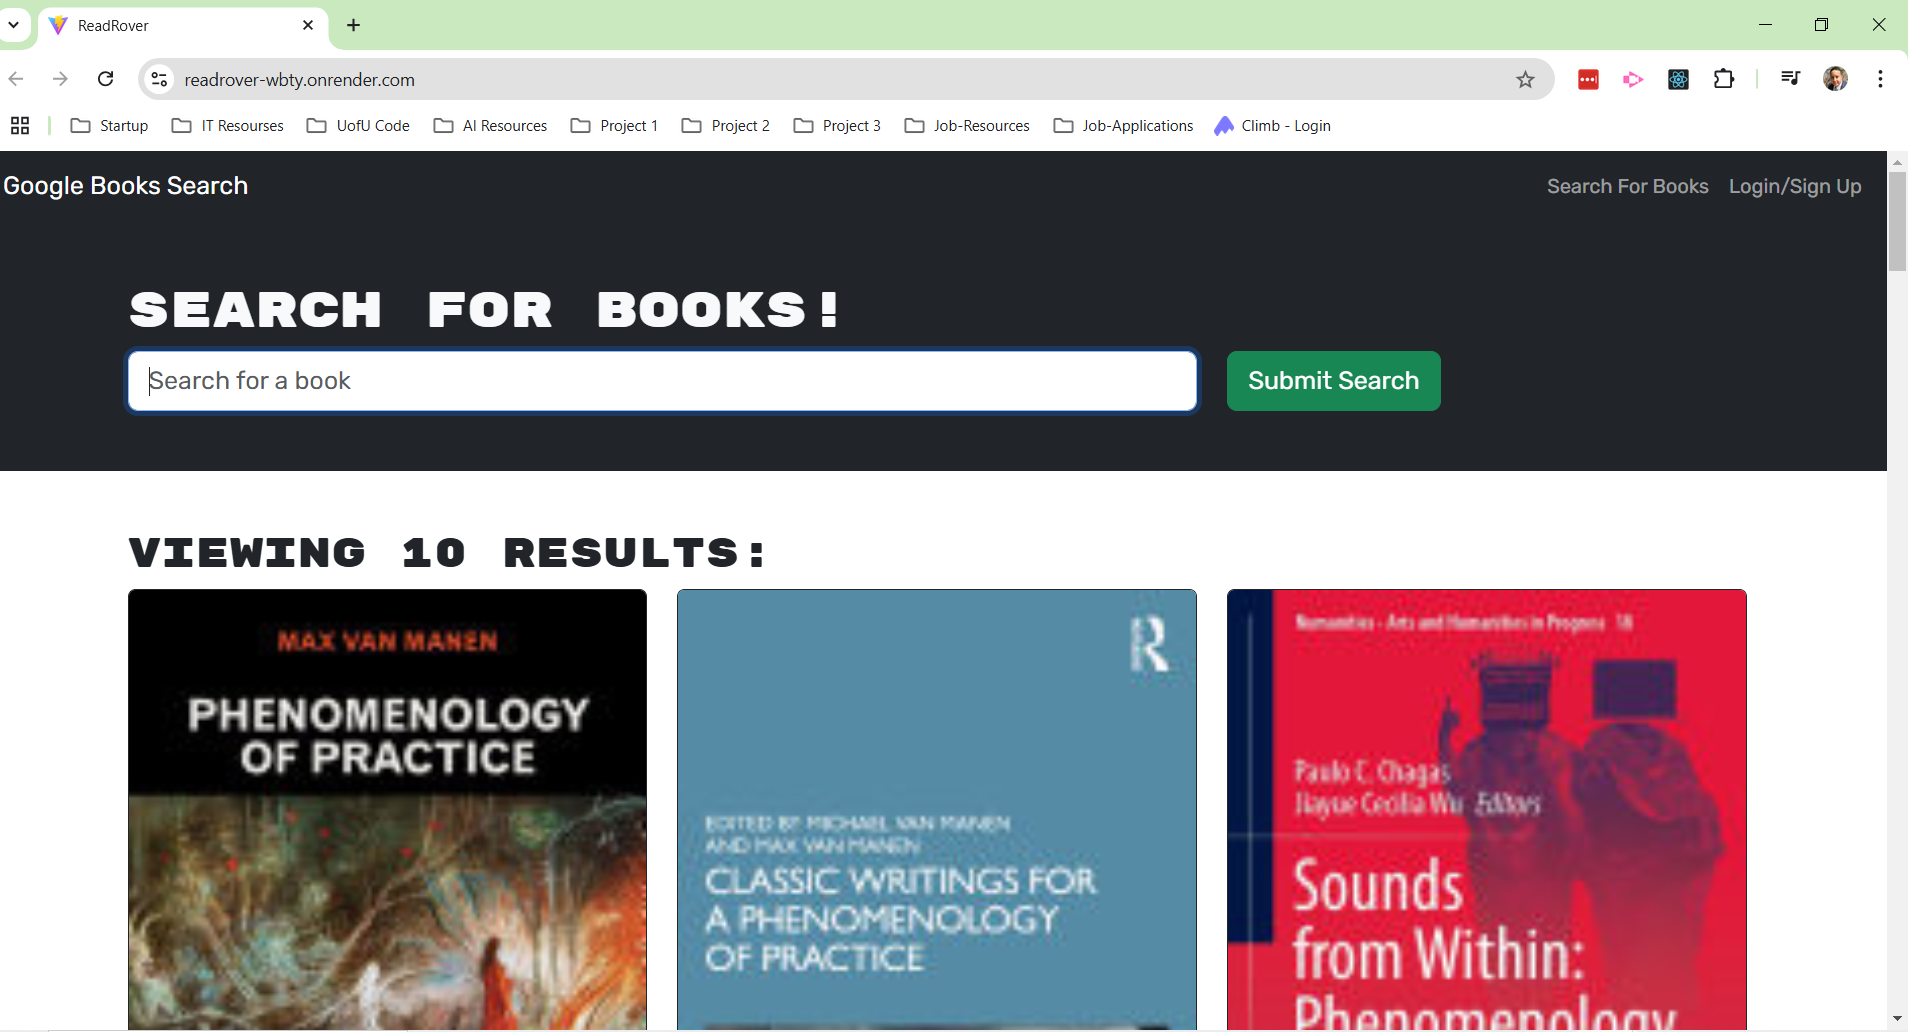 ReadRover
readrover-wbty.onrender.com
Startup IT Resourses UofU Code AI Resources Project 1 Project 2 Project 3 Job-Resources Job-Applications Climb - Login
Google Books Search Search For Books Login/Sign Up
SEARCH FOR BOOKS!
Search for a book Submit Search
VIEWING 10 RESULTS:
MAX VAN MANEN
PHENOMENOLOGY
OF PRACTICE
R
EDITED BY MICHAEL VAN MANEN
AND MAX VAN MANEN
CLASSIC WRITINGS FOR
A PHENOMENOLOGY
OF PRACTICE
Numanities - Arts and Humanities in Progress 18
Paulo C. Chagas
Jiayue Cecilia Wu Editors
Sounds
from Within:
Phenomenology